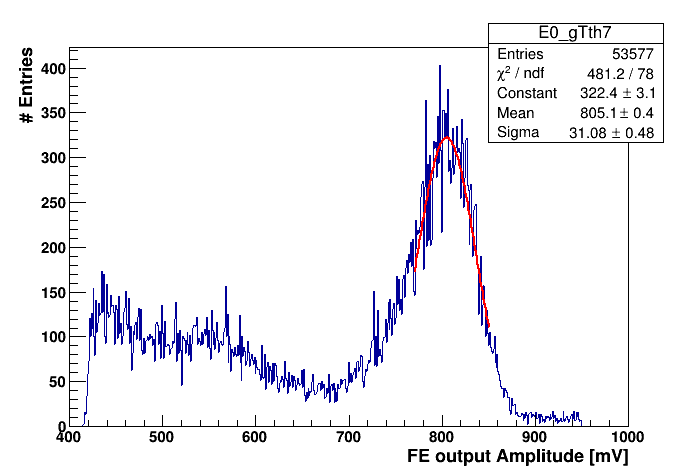 E0_gTth7
Entries 53577
χ² / ndf 481.2 / 78
Constant 322.4 ± 3.1
Mean 805.1 ± 0.4
Sigma 31.08 ± 0.48
# Entries
400
350
300
250
200
150
100
50
0
400 500 600 700 800 900 1000
FE output Amplitude [mV]